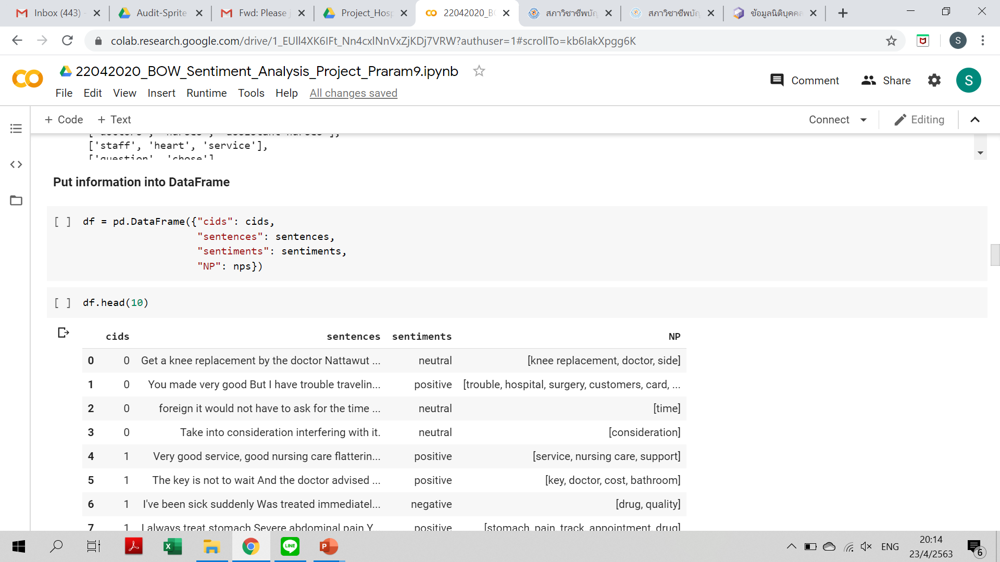 Inbox (443) -
Audit-Sprite
Fwd: Please j
Project_Hosp
22042020_BO
สภาวิชาชีพบัญ
สภาวิชาชีพบัญ
ข้อมูลนิติบุคคล
colab.research.google.com/drive/1_EUll4XK6IFt_Nn4cxlNnVxZjKDj7VRW?authuser=1#scrollTo=kb6lakXpgg6K
S
22042020_BOW_Sentiment_Analysis_Project_Praram9.ipynb
Comment
Share
S
File Edit View Insert Runtime Tools Help All changes saved
+ Code + Text
Connect
Editing
['staff', 'heart', 'service'],
['question', 'chose']
Put information into DataFrame
[ ] df = pd.DataFrame({"cids": cids,
"sentences": sentences,
"sentiments": sentiments,
"NP": nps})
[ ] df.head(10)
cids sentences sentiments NP
0 0 Get a knee replacement by the doctor Nattawut ... neutral [knee replacement, doctor, side]
1 0 You made very good But I have trouble travelin... positive [trouble, hospital, surgery, customers, card, ...
2 0 foreign it would not have to ask for the time ... neutral [time]
3 0 Take into consideration interfering with it. neutral [consideration]
4 1 Very good service, good nursing care flatterin... positive [service, nursing care, support]
5 1 The key is not to wait And the doctor advised ... positive [key, doctor, cost, bathroom]
6 1 I've been sick suddenly Was treated immediatel... negative [drug, quality]
7 1 I always treat stomach Severe abdominal pain Y... positive [stomach, pain, track, appointment, drug]
LINE
ENG
20:14
23/4/2563
6